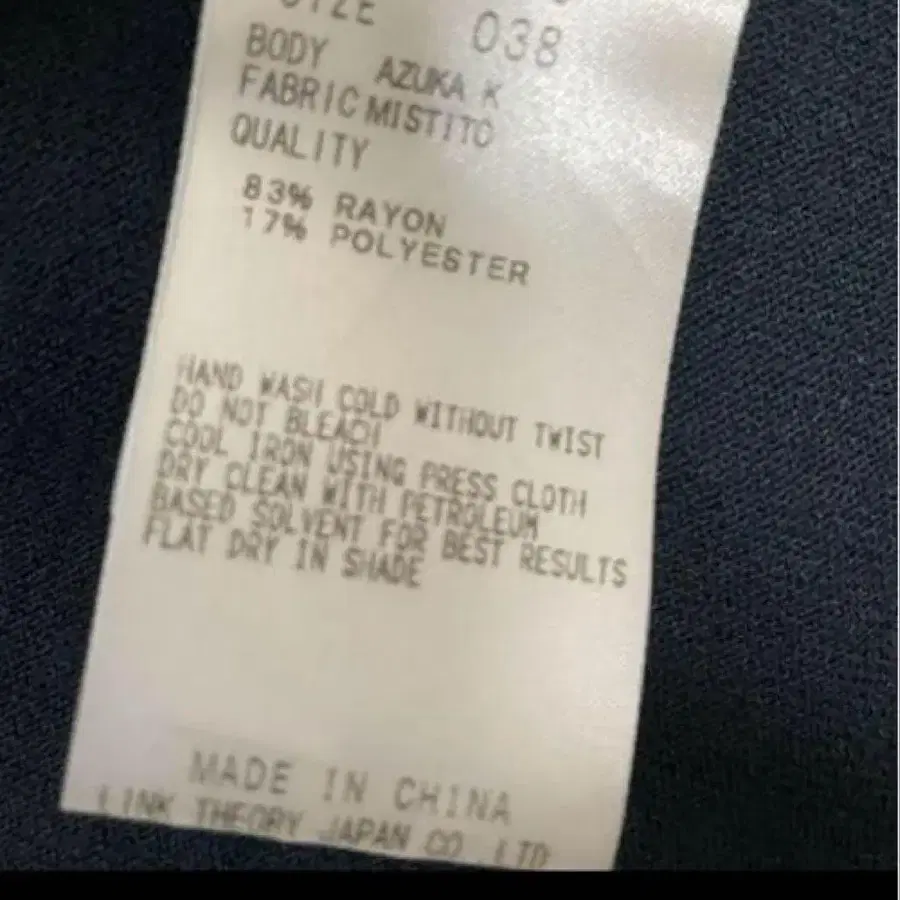 SIZE 038
BODY AZUKA K
FABRIC MISTITO
QUALITY
83% RAYON
17% POLYESTER
HAND WASH COLD WITHOUT TWIST
DO NOT BLEACH
COOL IRON USING PRESS CLOTH
DRY CLEAN WITH PETROLEUM
BASED SOLVENT FOR BEST RESULTS
FLAT DRY IN SHADE
MADE IN CHINA
LINK THEORY JAPAN CO. LTD